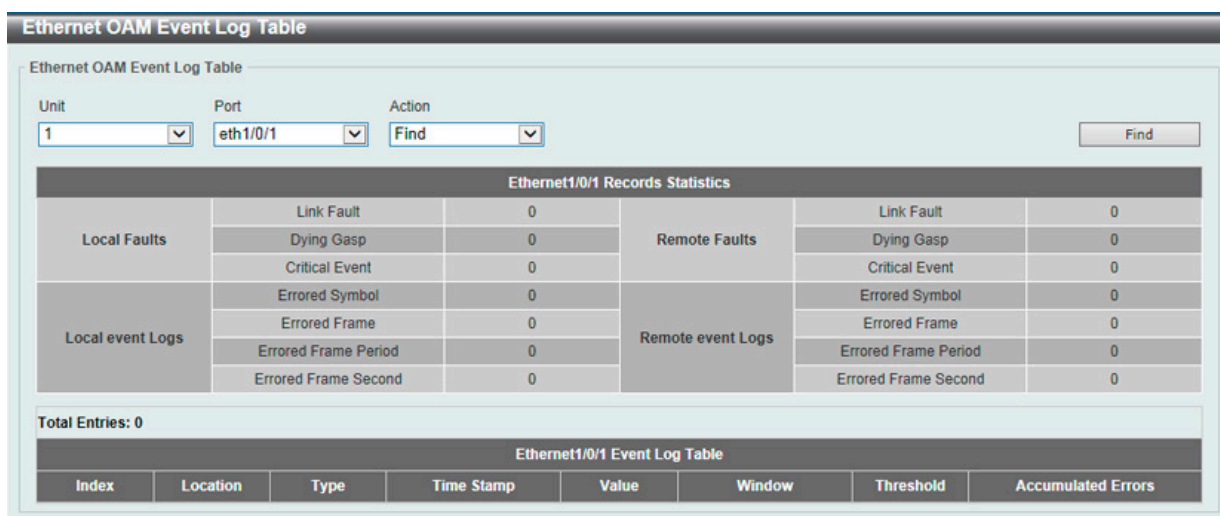 Ethernet OAM Event Log Table
Ethernet OAM Event Log Table
Unit Port Action
1 eth1/0/1 Find Find
Ethernet1/0/1 Records Statistics
Local Faults Link Fault 0 Remote Faults Link Fault 0
Dying Gasp 0 Dying Gasp 0
Critical Event 0 Critical Event 0
Local event Logs Errored Symbol 0 Remote event Logs Errored Symbol 0
Errored Frame 0 Errored Frame 0
Errored Frame Period 0 Errored Frame Period 0
Errored Frame Second 0 Errored Frame Second 0
Total Entries: 0
Ethernet1/0/1 Event Log Table
Index Location Type Time Stamp Value Window Threshold Accumulated Errors